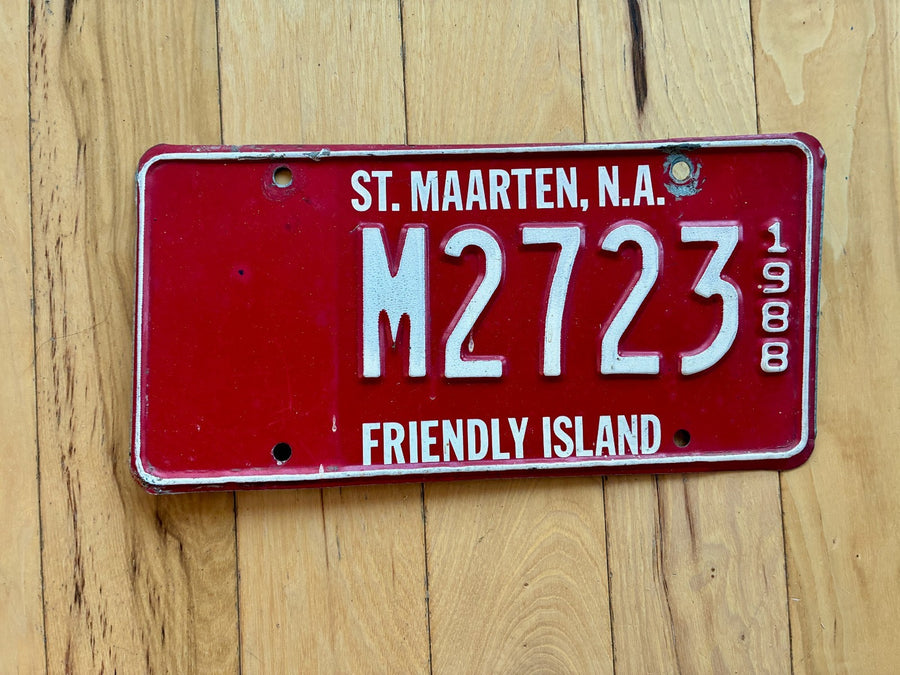 ST. MAARTEN, N.A.
M2723
1988
FRIENDLY ISLAND